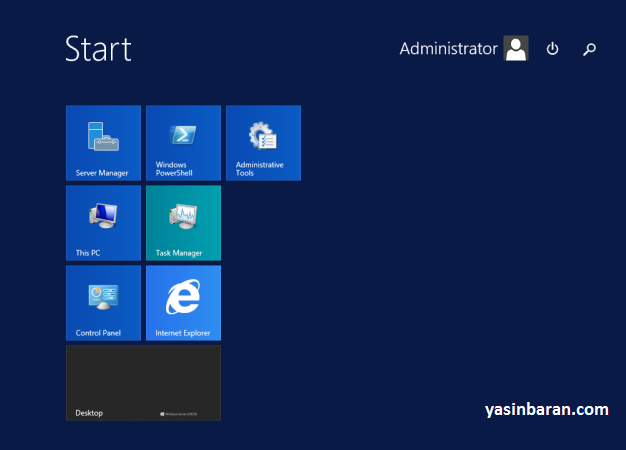 Start
Administrator
Server Manager
Windows
PowerShell
Administrative
Tools
This PC
Task Manager
Control Panel
Internet Explorer
Desktop
yasinbaran.com